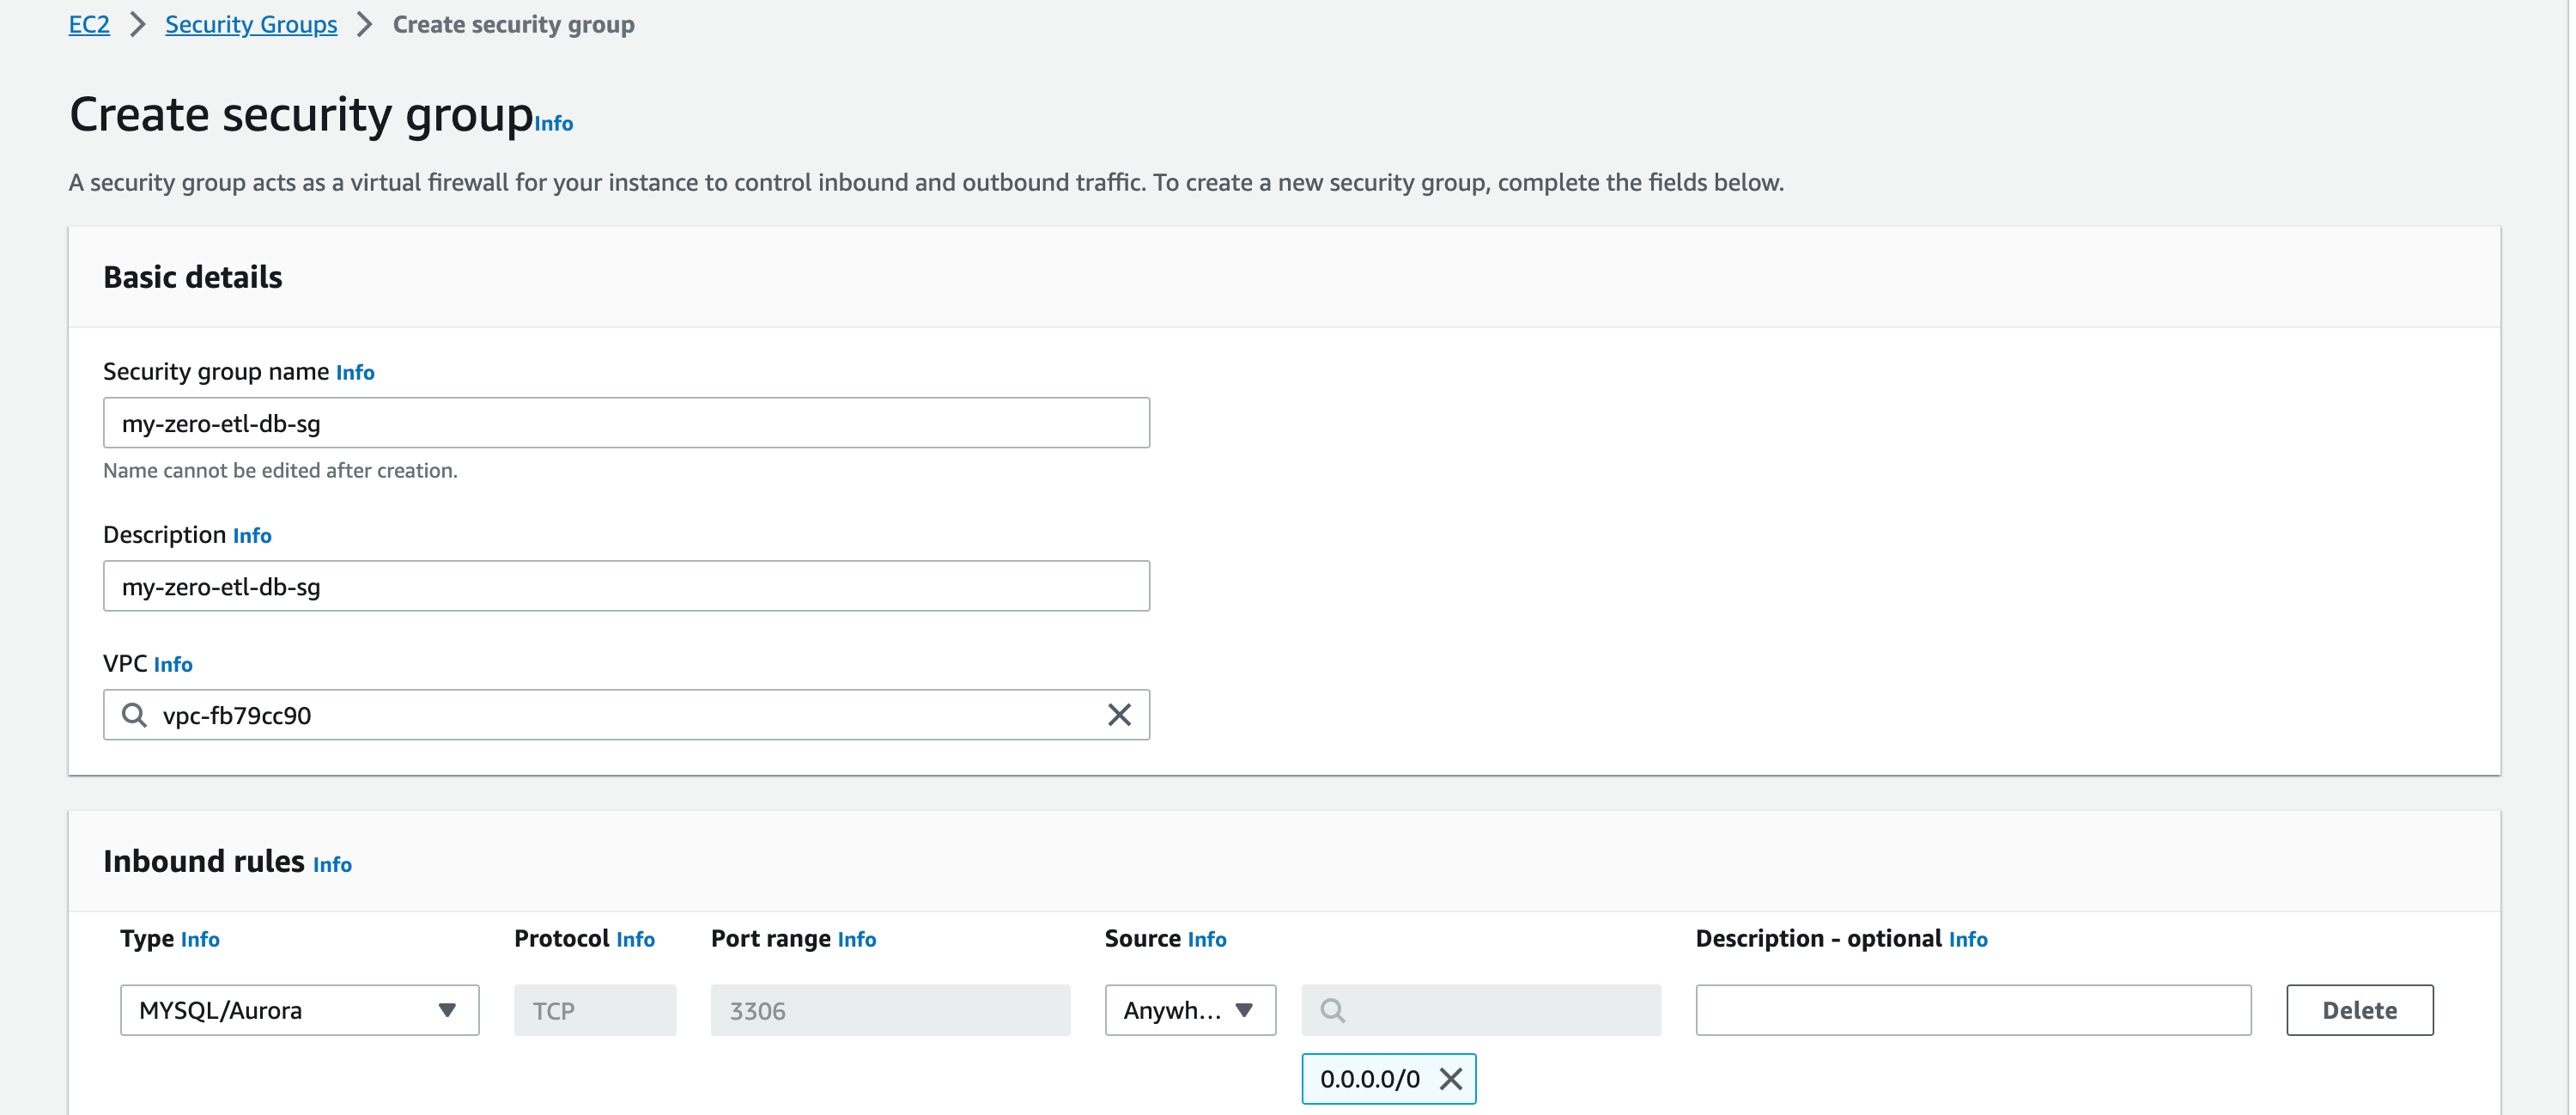 EC2 > Security Groups > Create security group
Create security group Info
A security group acts as a virtual firewall for your instance to control inbound and outbound traffic. To create a new security group, complete the fields below.
Basic details
Security group name Info
my-zero-etl-db-sg
Name cannot be edited after creation.
Description Info
my-zero-etl-db-sg
VPC Info
vpc-fb79cc90
Inbound rules Info
Type Info Protocol Info Port range Info Source Info Description - optional Info
MYSQL/Aurora TCP 3306 Anywh... Delete
0.0.0.0/0